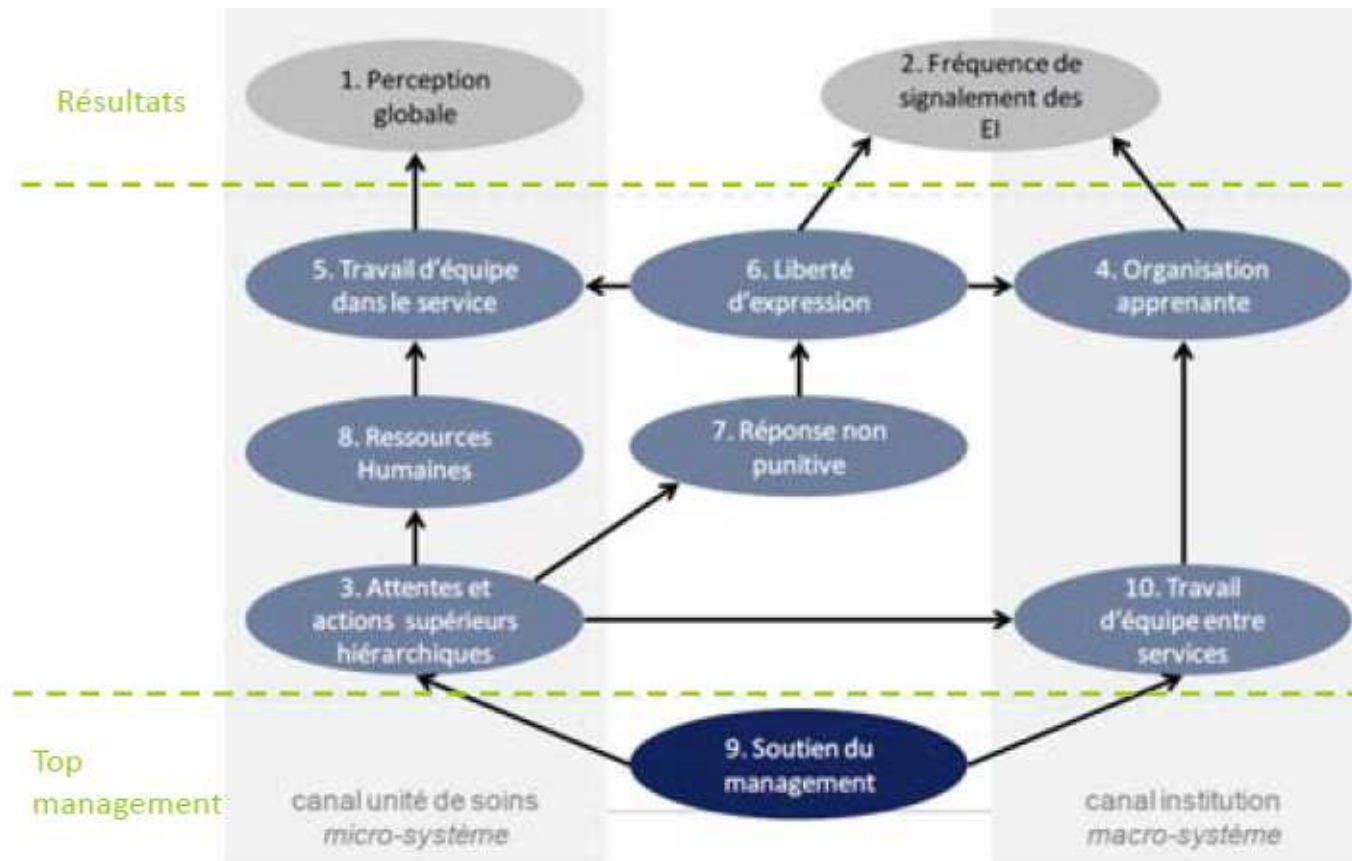 Résultats
1. Perception
globale
2. Fréquence de
signalement des
EI
5. Travail d'équipe
dans le service
6. Liberté
d'expression
4. Organisation
apprenante
8. Ressources
Humaines
7. Réponse non
punitive
3. Attentes et
actions supérieurs
hiérarchiques
10. Travail
d'équipe entre
services
Top
management
9. Soutien du
management
canal unité de soins
micro-système
canal institution
macro-système